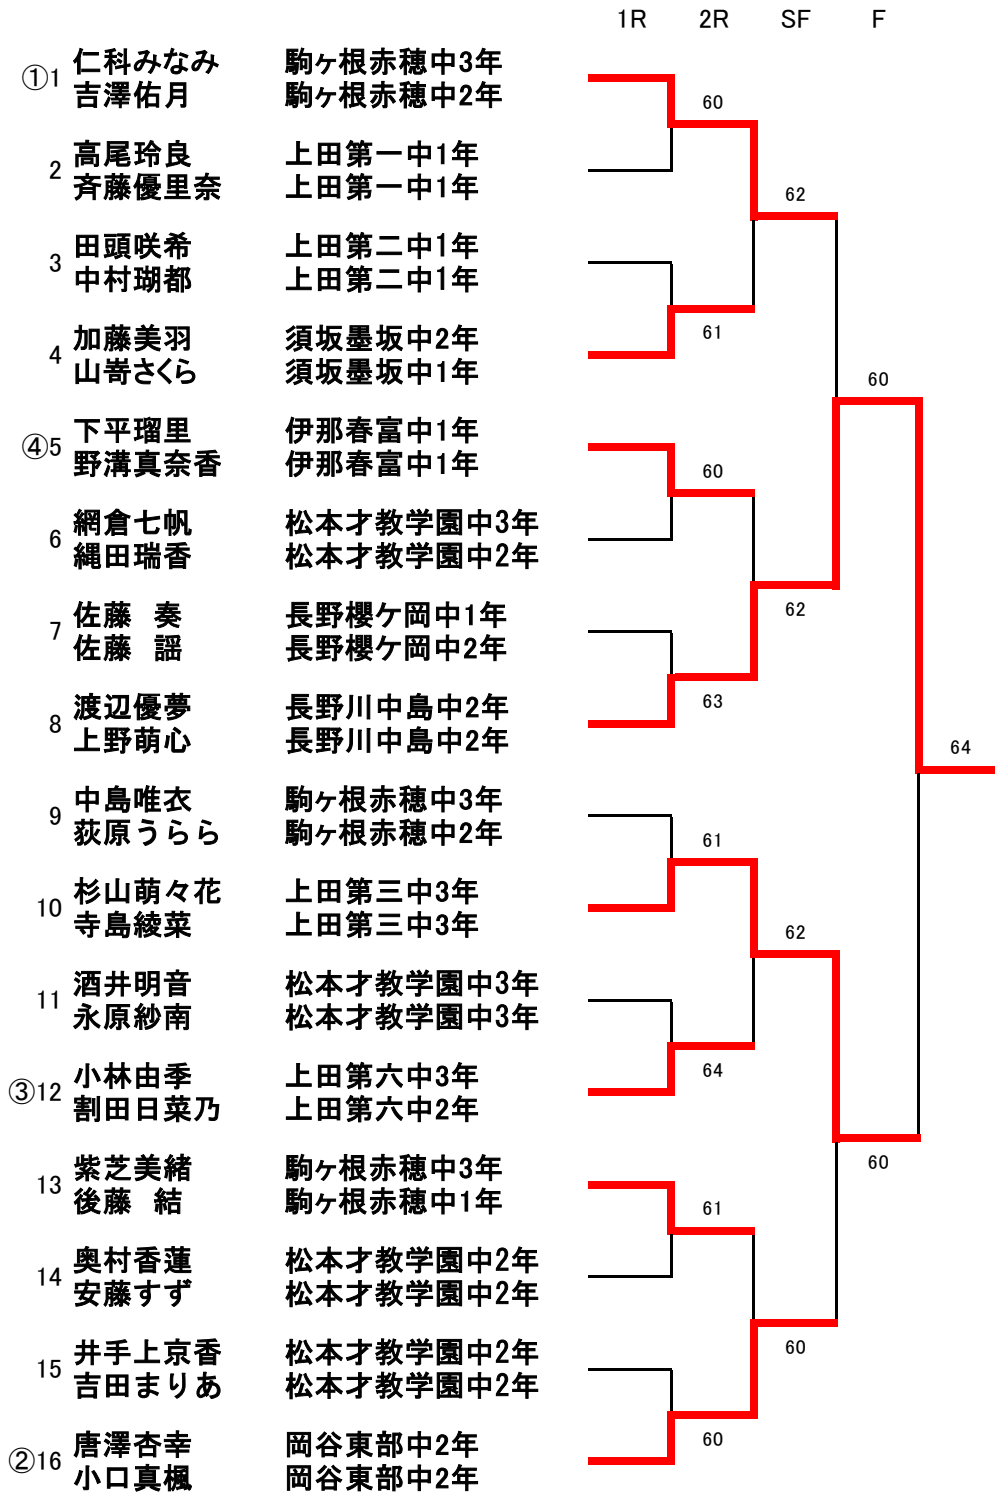 1R 2R SF F
①1 仁科みなみ 駒ヶ根赤穂中3年
吉澤佑月 駒ヶ根赤穂中2年
60
2 高尾玲良 上田第一中1年
斉藤優里奈 上田第一中1年
62
3 田頭咲希 上田第二中1年
中村瑚都 上田第二中1年
61
4 加藤美羽 須坂墨坂中2年
山嵜さくら 須坂墨坂中1年
60
④5 下平瑠里 伊那春富中1年
野溝真奈香 伊那春富中1年
60
6 網倉七帆 松本才教学園中3年
縄田瑞香 松本才教学園中2年
62
7 佐藤　奏 長野櫻ケ岡中1年
佐藤　謡 長野櫻ケ岡中2年
63
8 渡辺優夢 長野川中島中2年
上野萌心 長野川中島中2年
64
9 中島唯衣 駒ヶ根赤穂中3年
荻原うらら 駒ヶ根赤穂中2年
61
10 杉山萌々花 上田第三中3年
寺島綾菜 上田第三中3年
62
11 酒井明音 松本才教学園中3年
永原紗南 松本才教学園中3年
64
③12 小林由季 上田第六中3年
割田日菜乃 上田第六中2年
60
13 紫芝美緒 駒ヶ根赤穂中3年
後藤　結 駒ヶ根赤穂中1年
61
14 奥村香蓮 松本才教学園中2年
安藤すず 松本才教学園中2年
60
15 井手上京香 松本才教学園中2年
吉田まりあ 松本才教学園中2年
60
②16 唐澤杏幸 岡谷東部中2年
小口真楓 岡谷東部中2年